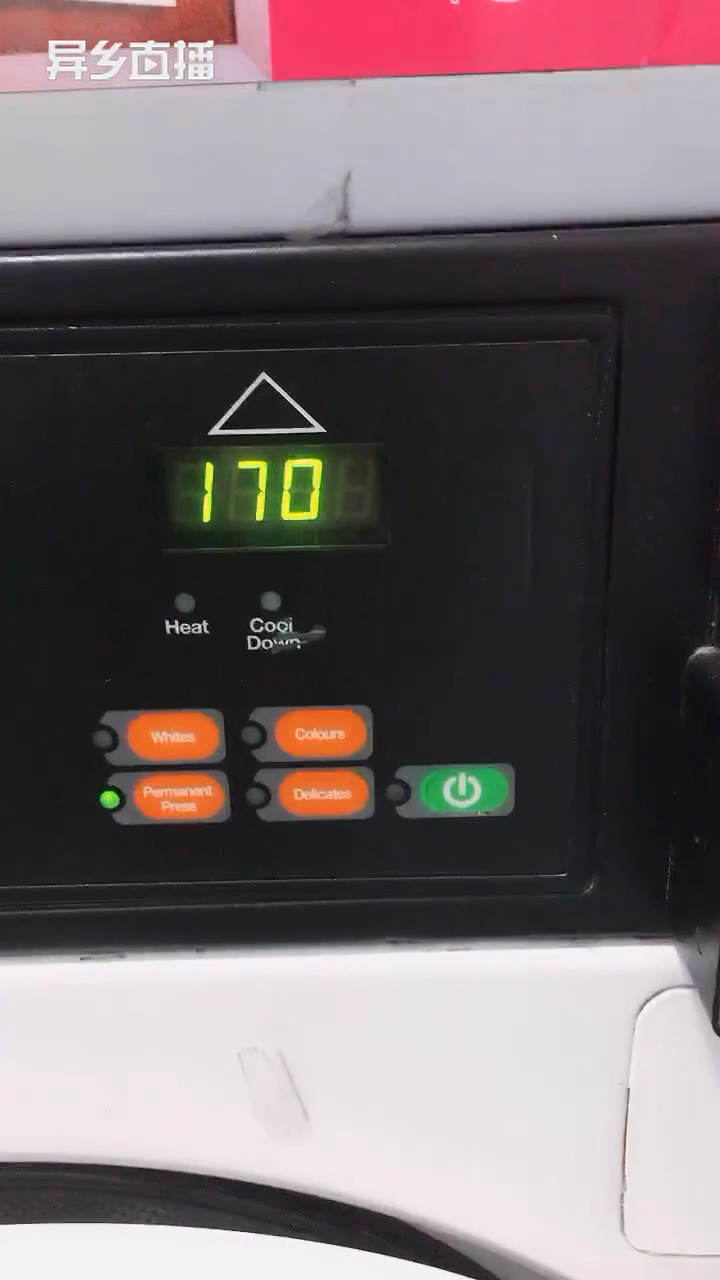 异乡直播
170
Heat
Cool
Down
Whites
Colours
Permanent
Press
Delicates